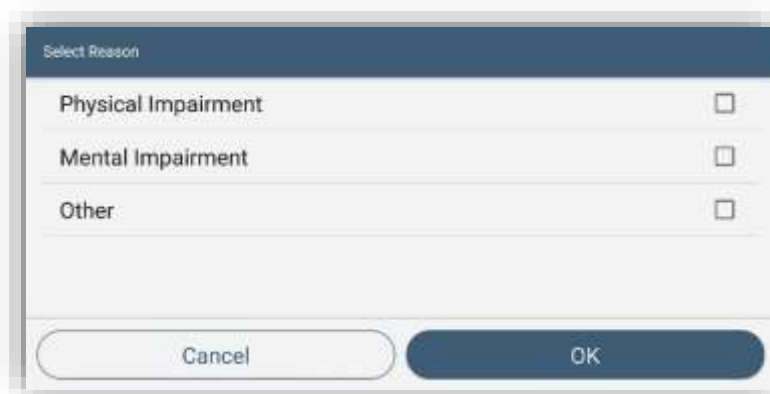 Select Reason
Physical Impairment
Mental Impairment
Other
Cancel
OK